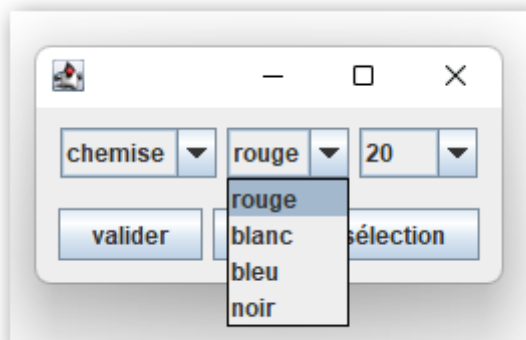 chemise rouge 20
rouge
valider blanc sélection
bleu
noir